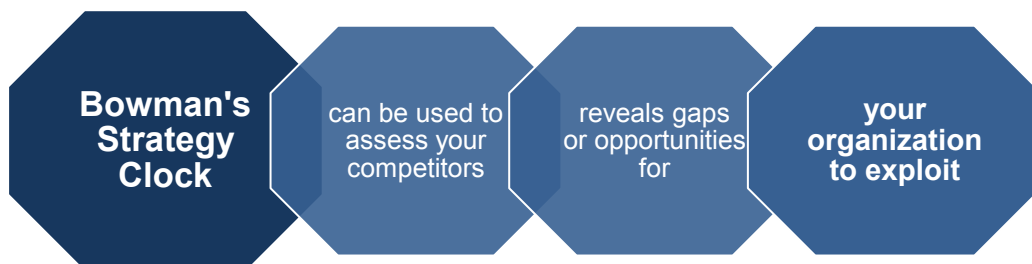 Bowman's
Strategy
Clock
can be used to
assess your
competitors
reveals gaps
or opportunities
for
your
organization
to exploit